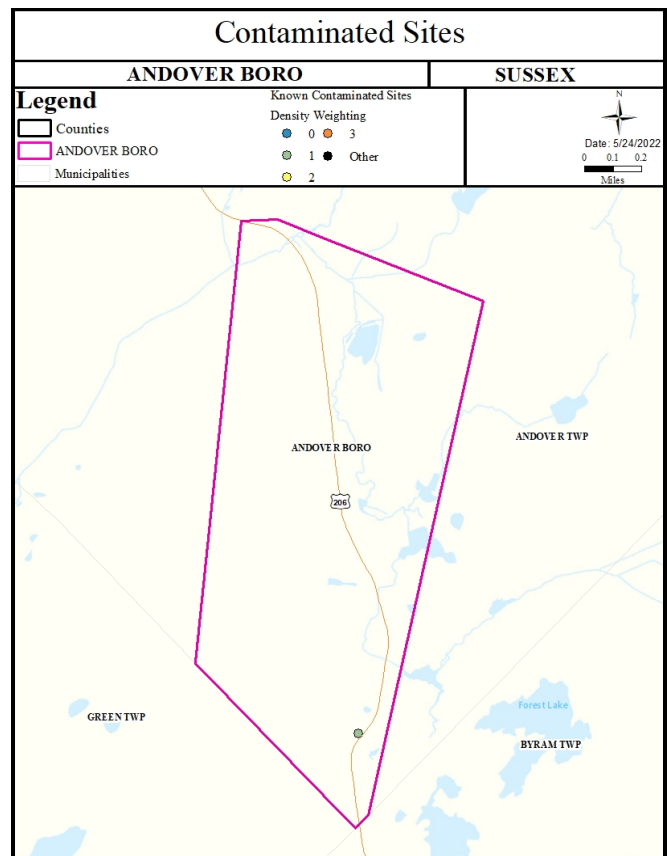 Contaminated Sites
ANDOVER BORO
SUSSEX
Legend
Counties
ANDOVER BORO
Municipalities
Known Contaminated Sites
Density Weighting
0
3
1
Other
2
N
Date: 5/24/2022
0 0.1 0.2
Miles
ANDOVER TWP
ANDOVER BORO
206
Forest Lake
GREEN TWP
BYRAM TWP